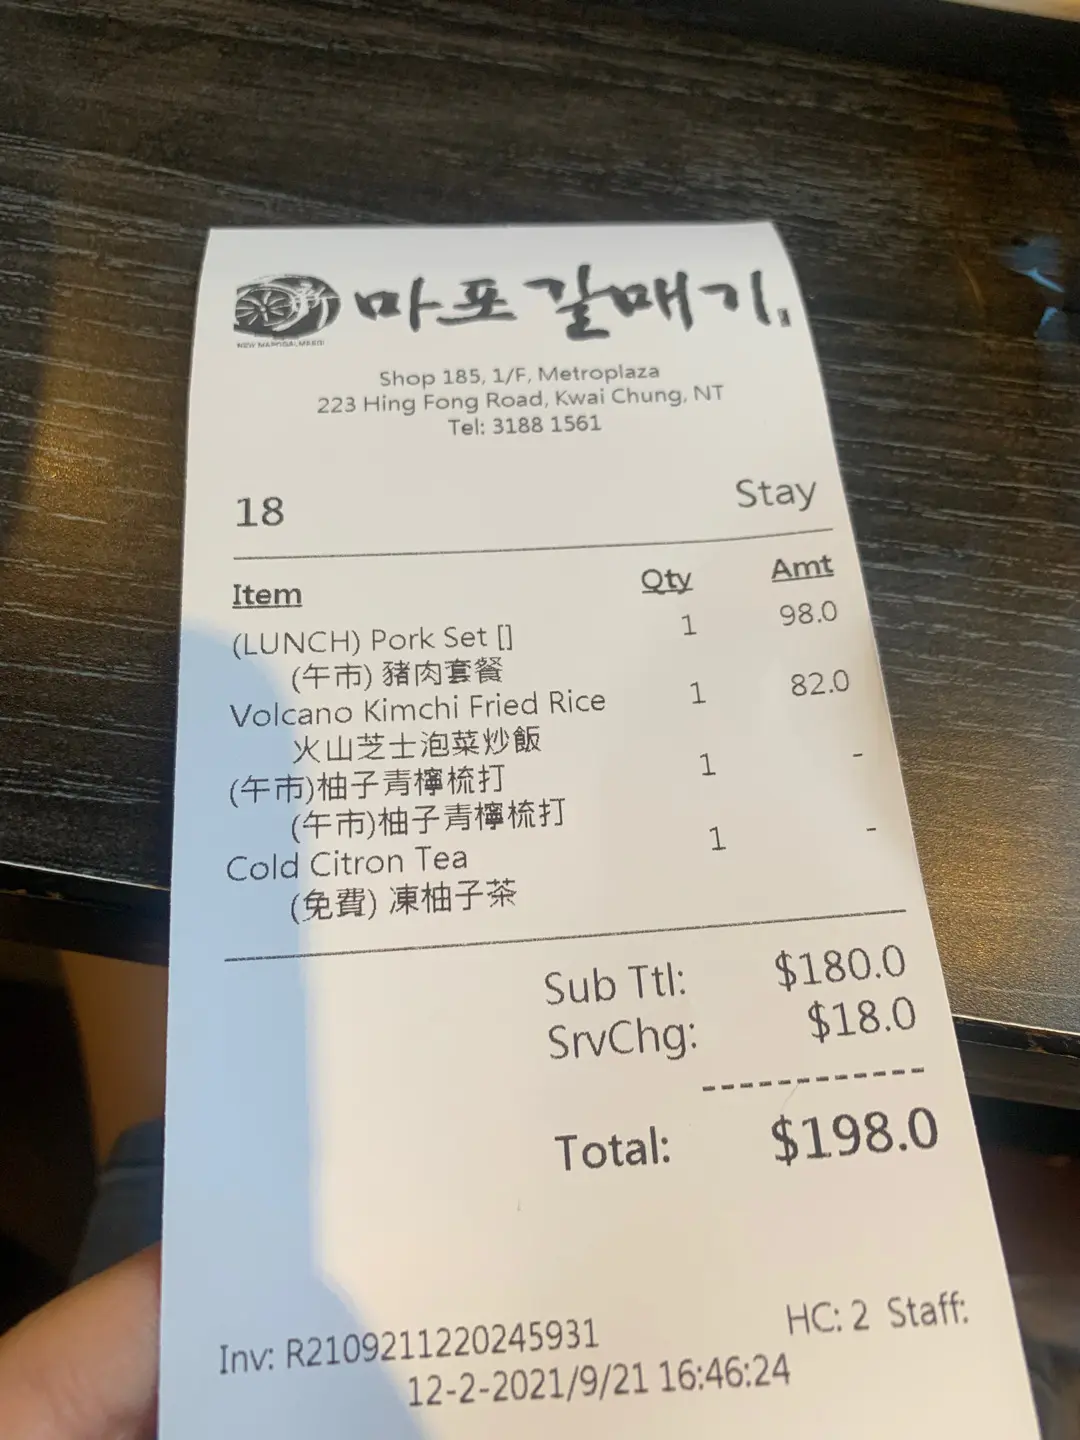 마포갈매기
NEW MAPOGALMAEGI
Shop 185, 1/F, Metroplaza
223 Hing Fong Road, Kwai Chung, NT
Tel: 3188 1561
18 Stay
Item Qty Amt
(LUNCH) Pork Set [] 1 98.0
(午市) 豬肉套餐
Volcano Kimchi Fried Rice 1 82.0
火山芝士泡菜炒飯
(午市)柚子青檸梳打 1 -
(午市)柚子青檸梳打
Cold Citron Tea 1 -
(免費) 凍柚子茶
Sub Ttl: $180.0
SrvChg: $18.0
------------
Total: $198.0
Inv: R2109211220245931 HC: 2 Staff:
12-2-2021/9/21 16:46:24